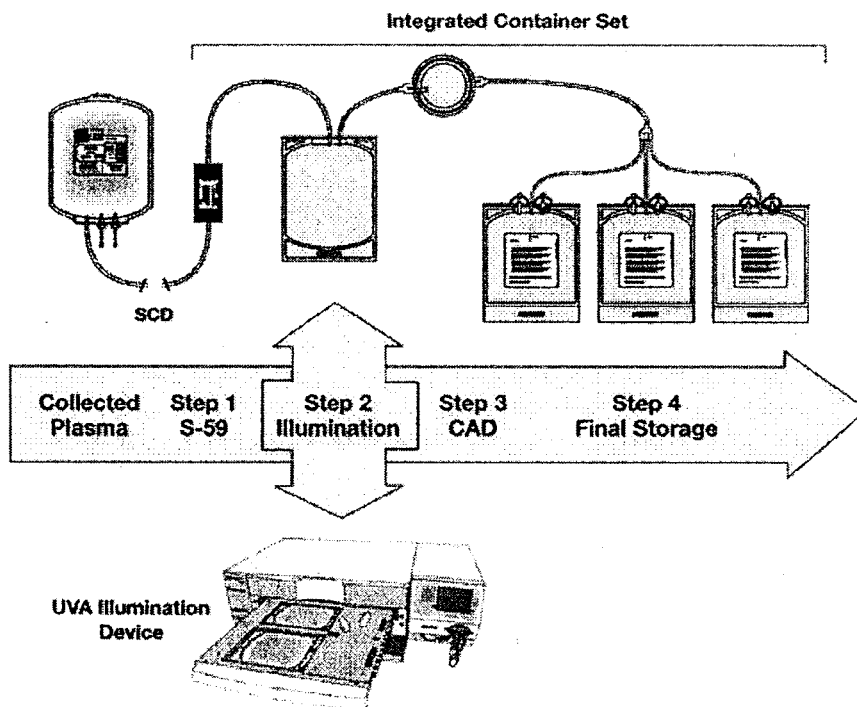 Integrated Container Set
SCD
Collected
Plasma
Step 1
S-59
Step 2
Illumination
Step 3
CAD
Step 4
Final Storage
UVA Illumination
Device